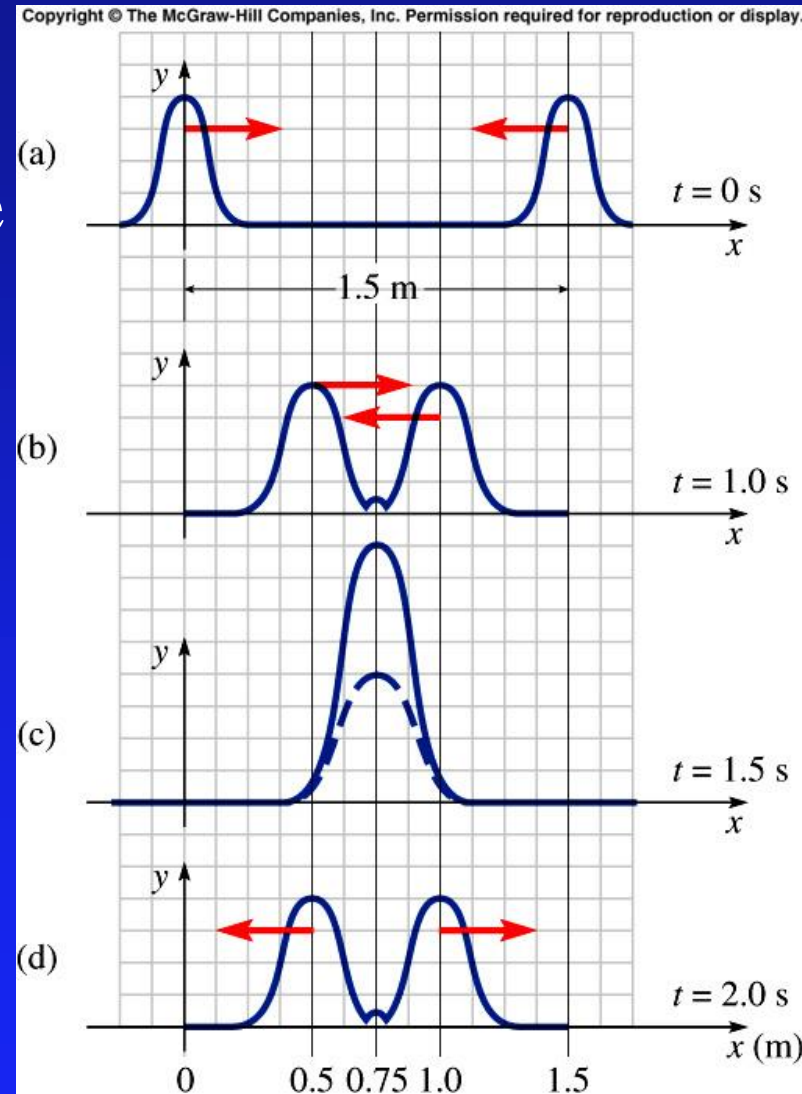 Copyright © The McGraw-Hill Companies, Inc. Permission required for reproduction or display.
y
(a)
t = 0 s
x
1.5 m
y
(b)
t = 1.0 s
x
y
(c)
t = 1.5 s
x
y
(d)
t = 2.0 s
x (m)
0 0.5 0.75 1.0 1.5